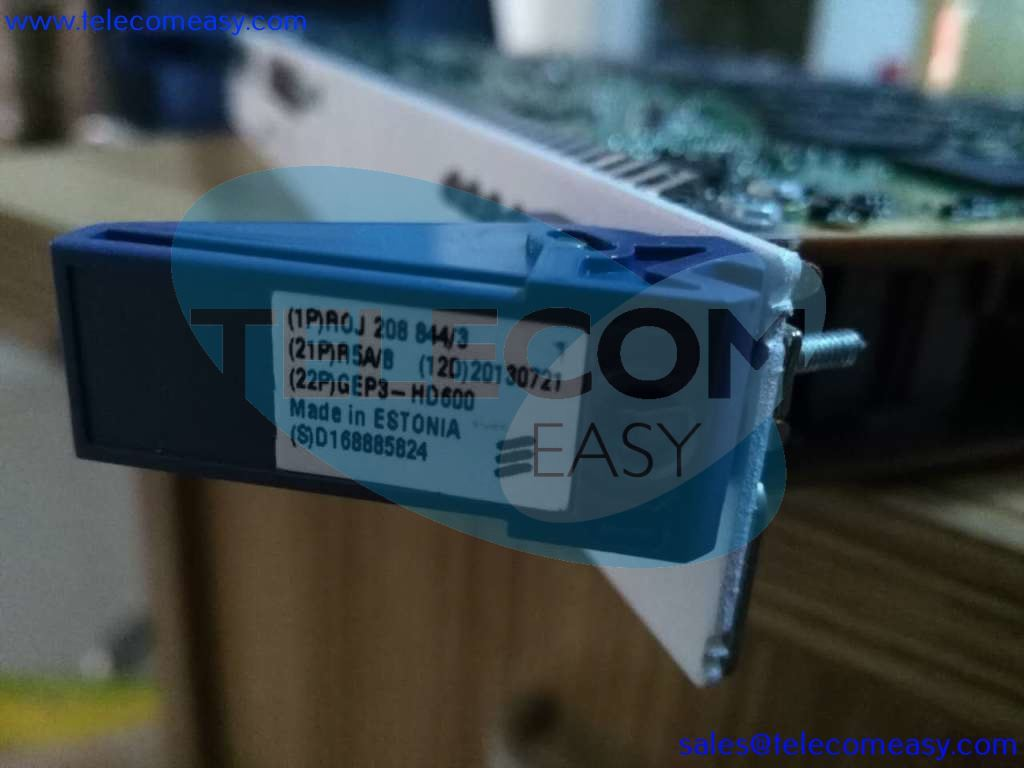 www.telecomeasy.com
(1P)ROJ 208 844/3
(21P)R5A/8 (12D)20130721
(22P)GEP3-HD600
Made in ESTONIA
(S)D168885824
TELECOM
EASY
sales@telecomeasy.com